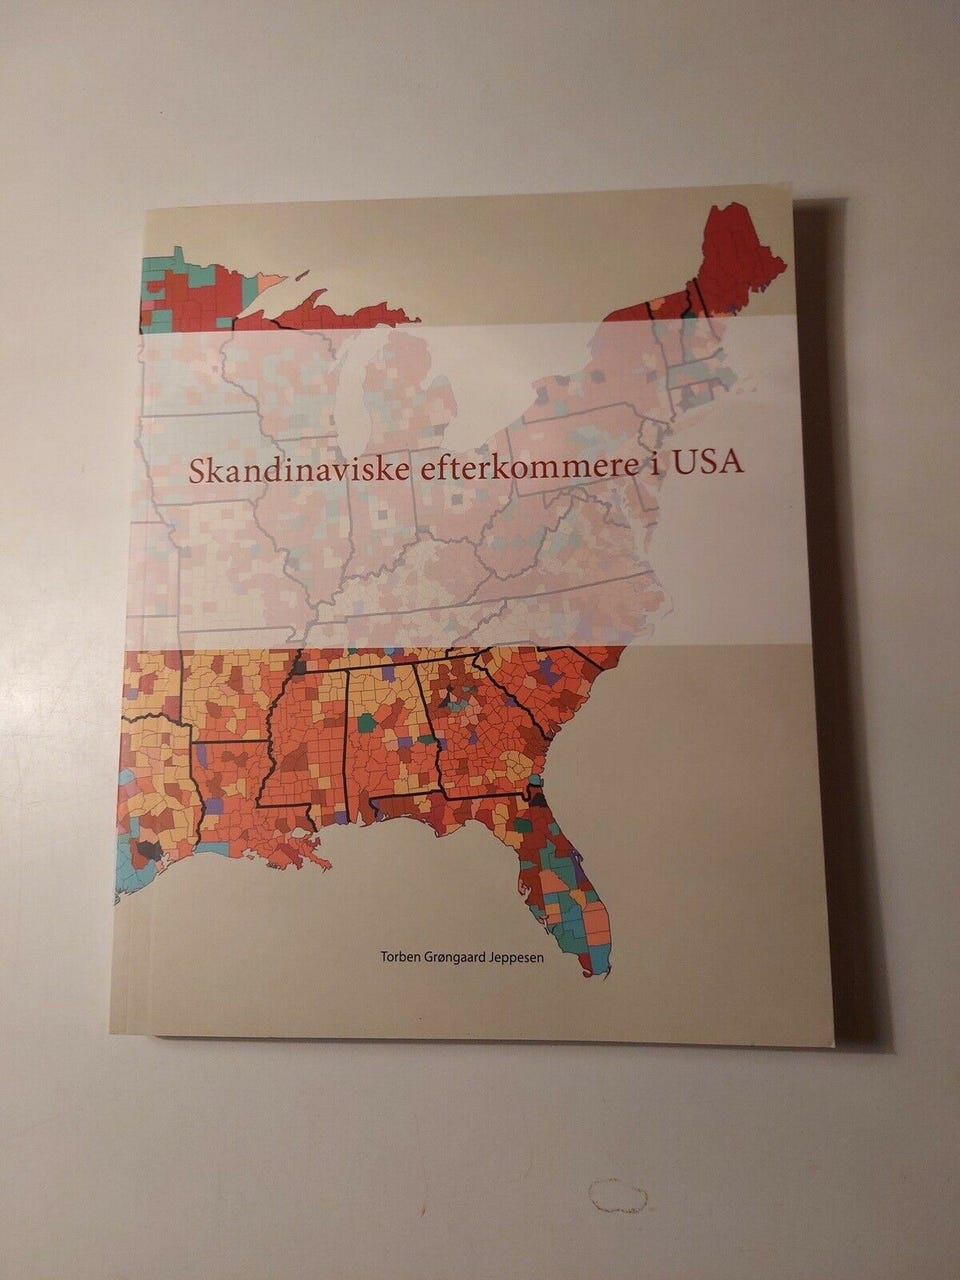 Skandinaviske efterkommere i USA
Torben Grøngaard Jeppesen